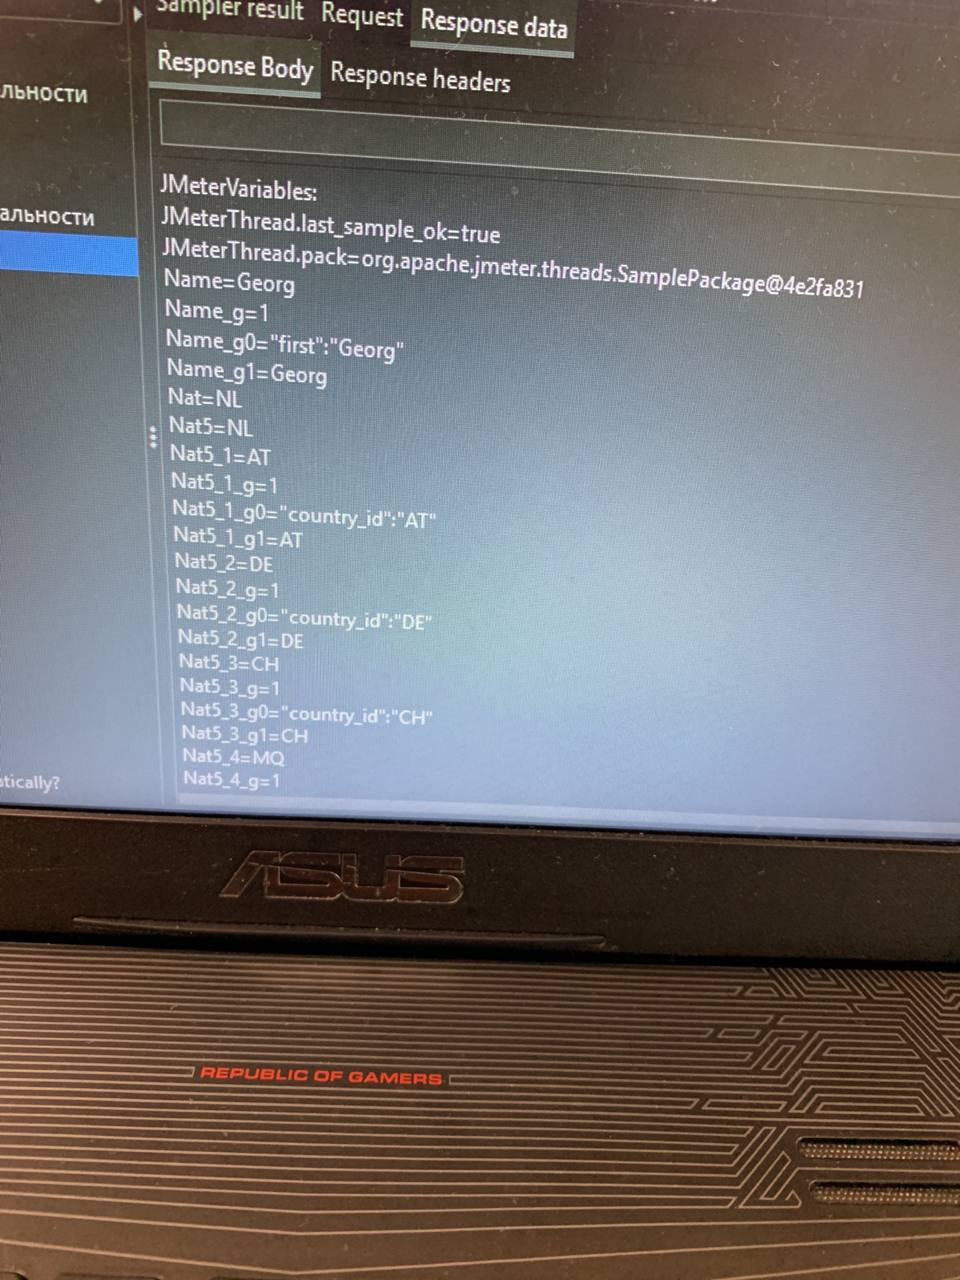 Sampler result Request Response data
Response Body Response headers
льности
JMeterVariables:
JMeterThread.last_sample_ok=true
альности
JMeterThread.pack=org.apache.jmeter.threads.SamplePackage@4e2fa831
Name=Georg
Name_g=1
Name_g0="first":"Georg"
Name_g1=Georg
Nat=NL
Nat5=NL
Nat5_1=AT
Nat5_1_g=1
Nat5_1_g0="country_id":"AT"
Nat5_1_g1=AT
Nat5_2=DE
Nat5_2_g=1
Nat5_2_g0="country_id":"DE"
Nat5_2_g1=DE
Nat5_3=CH
Nat5_3_g=1
Nat5_3_g0="country_id":"CH"
Nat5_3_g1=CH
Nat5_4=MQ
Nat5_4_g=1
tically?
ASUS
REPUBLIC OF GAMERS